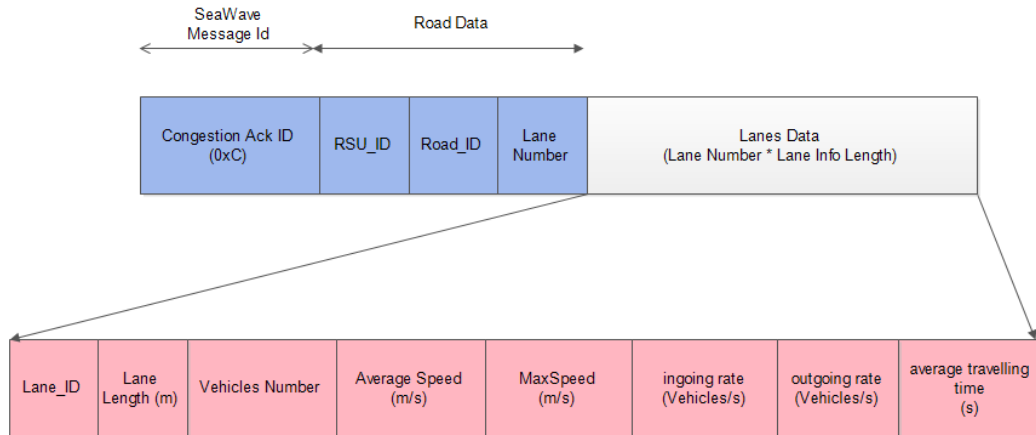 SeaWave
Message Id
Road Data
Congestion Ack ID
(0xC)
RSU_ID
Road_ID
Lane
Number
Lanes Data
(Lane Number * Lane Info Length)
Lane_ID
Lane
Length (m)
Vehicles Number
Average Speed
(m/s)
MaxSpeed
(m/s)
ingoing rate
(Vehicles/s)
outgoing rate
(Vehicles/s)
average travelling
time
(s)